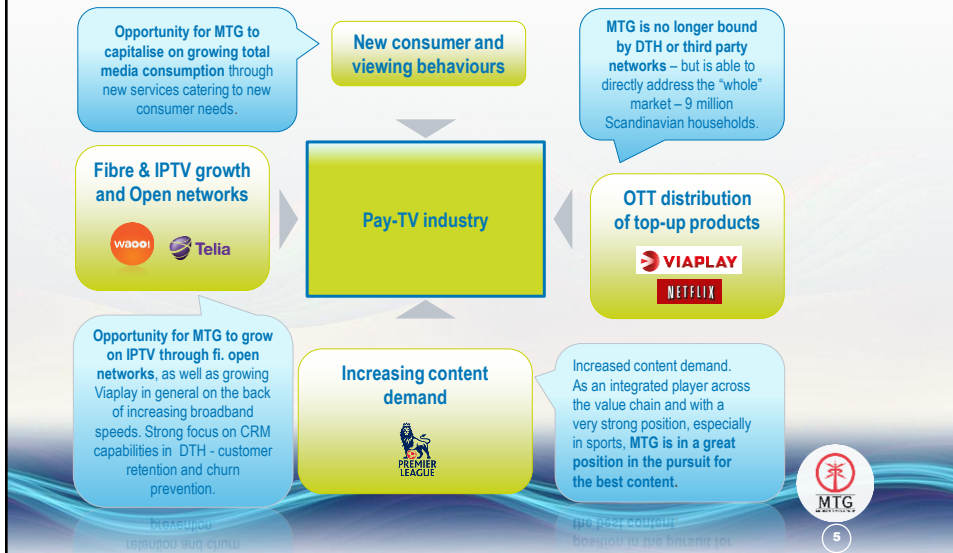 Opportunity for MTG to
capitalise on growing total
media consumption through
new services catering to new
consumer needs.
New consumer and
viewing behaviours
MTG is no longer bound
by DTH or third party
networks – but is able to
directly address the “whole”
market – 9 million
Scandinavian households.
Fibre & IPTV growth
and Open networks
waoo!
Telia
Pay-TV industry
OTT distribution
of top-up products
VIAPLAY
NETFLIX
Opportunity for MTG to grow
on IPTV through fi. open
networks, as well as growing
Viaplay in general on the back
of increasing broadband
speeds. Strong focus on CRM
capabilities in DTH - customer
retention and churn
prevention.
Increasing content
demand
PREMIER
LEAGUE
Increased content demand.
As an integrated player across
the value chain and with a
very strong position, especially
in sports, MTG is in a great
position in the pursuit for
the best content.
MTG
5